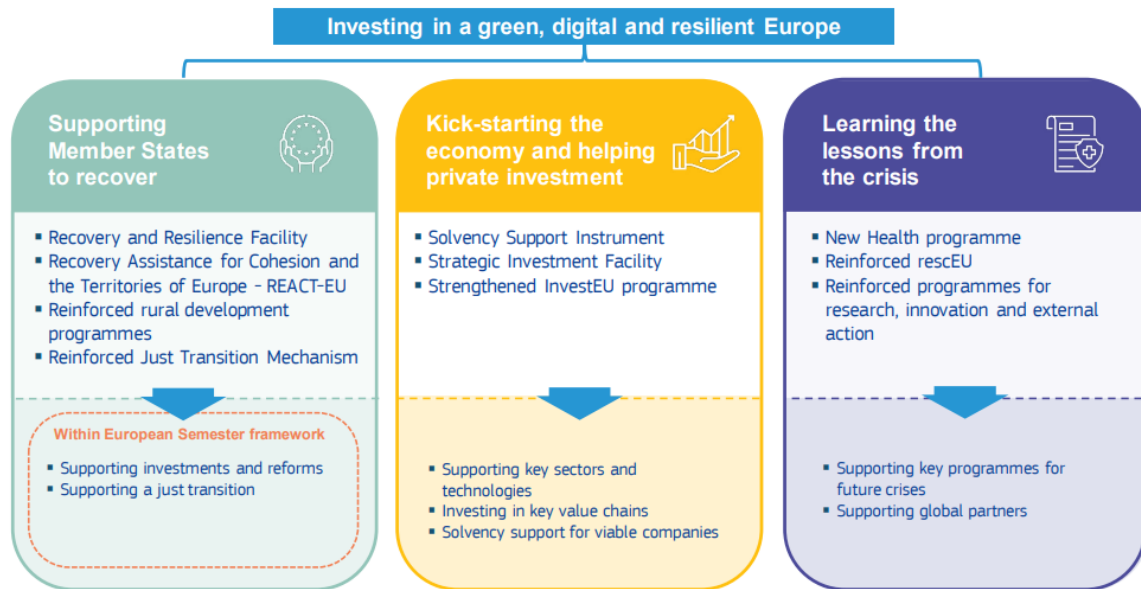 Investing in a green, digital and resilient Europe
Supporting
Member States
to recover
▪ Recovery and Resilience Facility
▪ Recovery Assistance for Cohesion and
the Territories of Europe - REACT-EU
▪ Reinforced rural development
programmes
▪ Reinforced Just Transition Mechanism
Within European Semester framework
▪ Supporting investments and reforms
▪ Supporting a just transition
Kick-starting the
economy and helping
private investment
▪ Solvency Support Instrument
▪ Strategic Investment Facility
▪ Strengthened InvestEU programme
▪ Supporting key sectors and
technologies
▪ Investing in key value chains
▪ Solvency support for viable companies
Learning the
lessons from
the crisis
▪ New Health programme
▪ Reinforced rescEU
▪ Reinforced programmes for
research, innovation and external
action
▪ Supporting key programmes for
future crises
▪ Supporting global partners